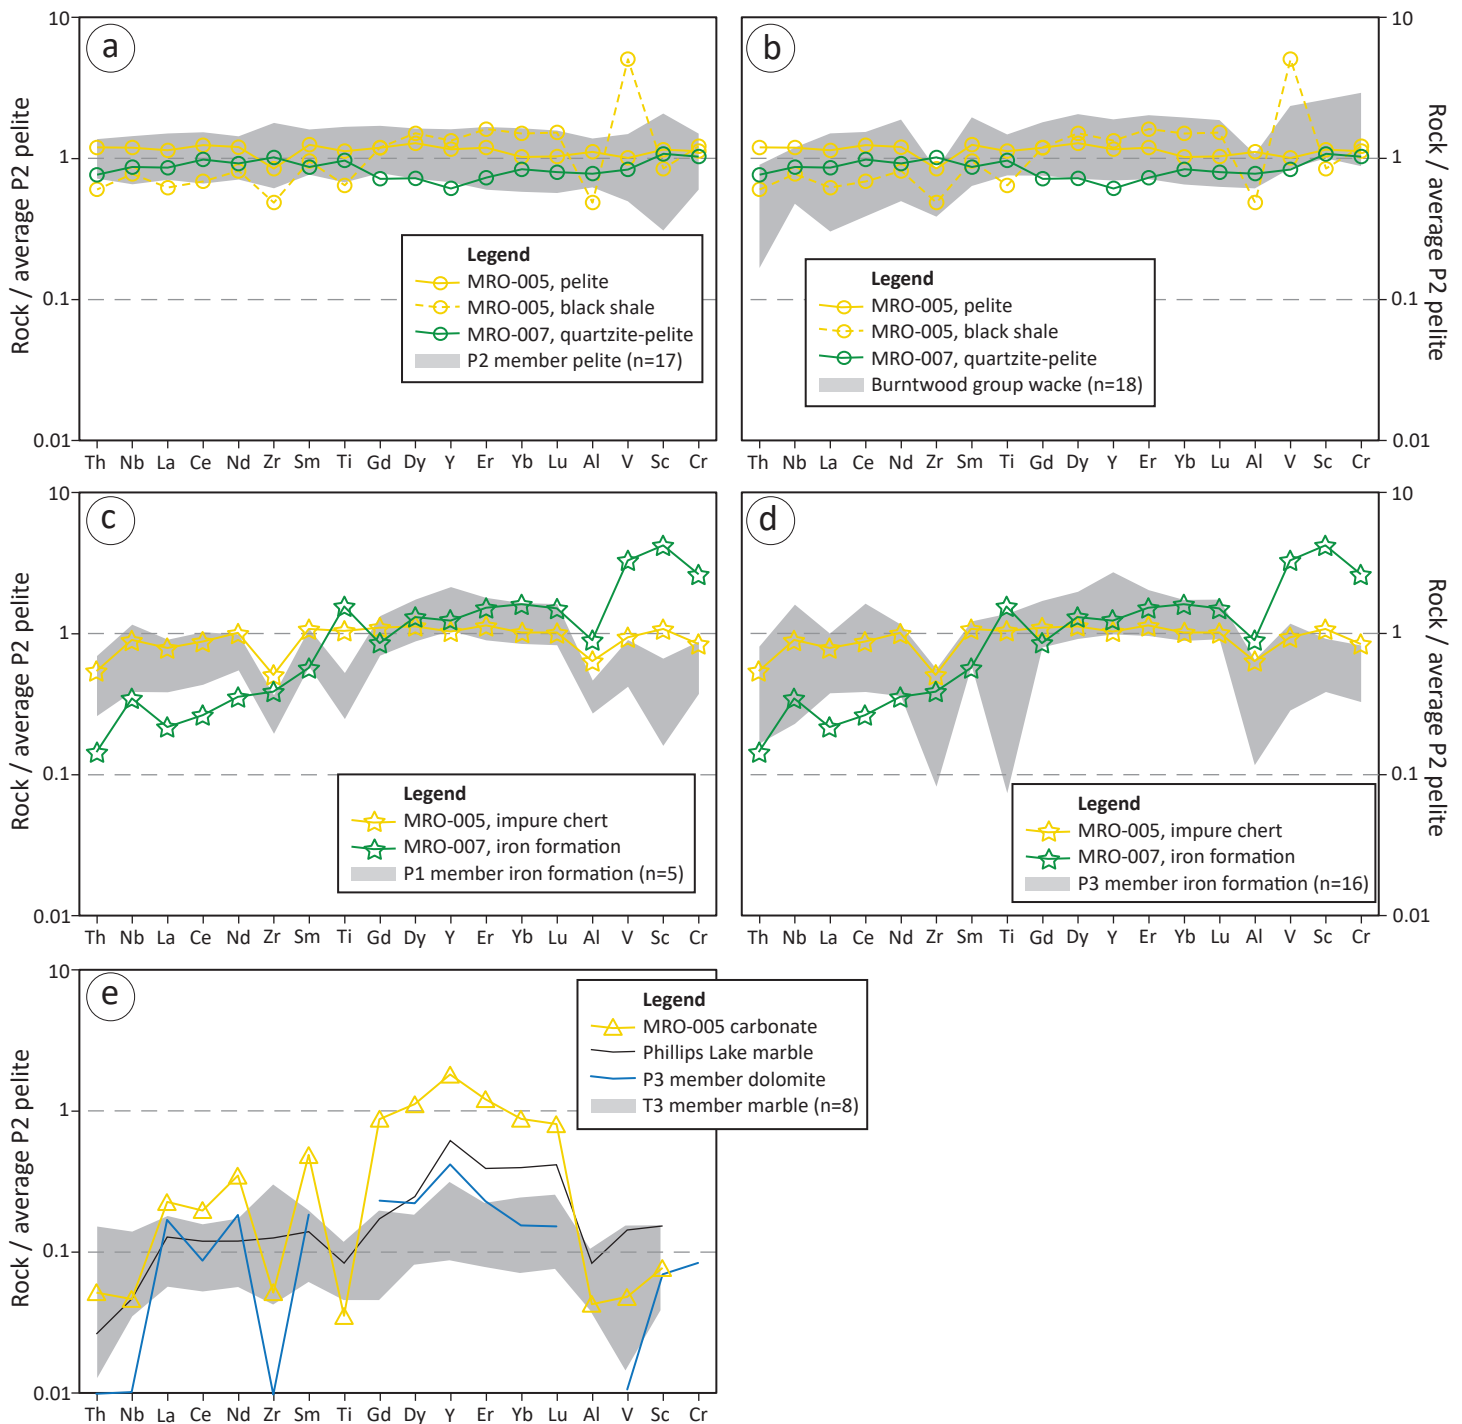 a
10
1
0.1
0.01
Rock / average P2 pelite
Legend
MRO-005, pelite
MRO-005, black shale
MRO-007, quartzite-pelite
P2 member pelite (n=17)
Th Nb La Ce Nd Zr Sm Ti Gd Dy Y Er Yb Lu Al V Sc Cr
b
10
1
0.1
0.01
Rock / average P2 pelite
Legend
MRO-005, pelite
MRO-005, black shale
MRO-007, quartzite-pelite
Burntwood group wacke (n=18)
Th Nb La Ce Nd Zr Sm Ti Gd Dy Y Er Yb Lu Al V Sc Cr
c
10
1
0.1
0.01
Rock / average P2 pelite
Legend
MRO-005, impure chert
MRO-007, iron formation
P1 member iron formation (n=5)
Th Nb La Ce Nd Zr Sm Ti Gd Dy Y Er Yb Lu Al V Sc Cr
d
10
1
0.1
0.01
Rock / average P2 pelite
Legend
MRO-005, impure chert
MRO-007, iron formation
P3 member iron formation (n=16)
Th Nb La Ce Nd Zr Sm Ti Gd Dy Y Er Yb Lu Al V Sc Cr
e
10
1
0.1
0.01
Rock / average P2 pelite
Legend
MRO-005 carbonate
Phillips Lake marble
P3 member dolomite
T3 member marble (n=8)
Th Nb La Ce Nd Zr Sm Ti Gd Dy Y Er Yb Lu Al V Sc Cr